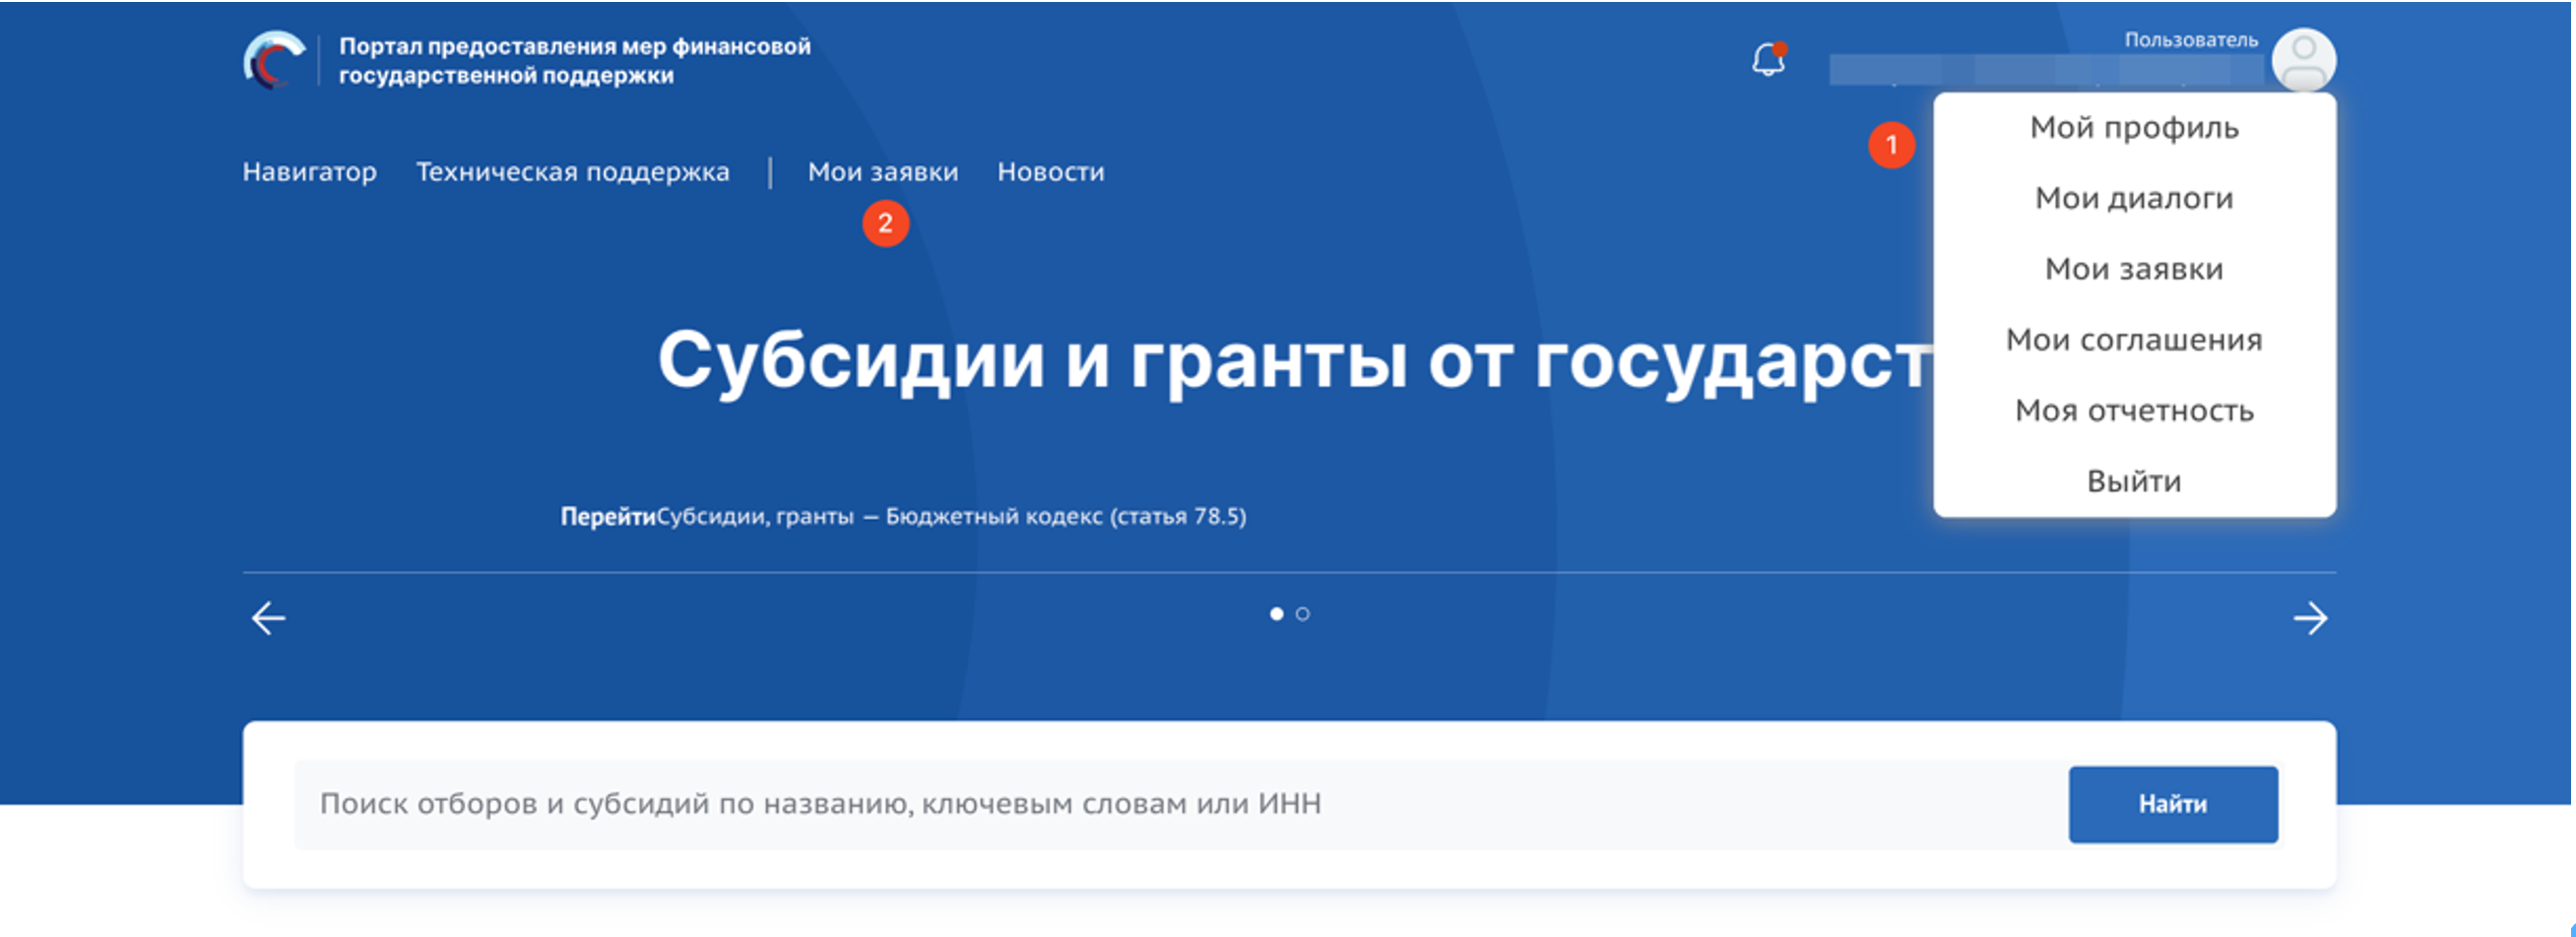 Портал предоставления мер финансовой
государственной поддержки
Пользователь
Навигатор Техническая поддержка | Мои заявки Новости
2
1
Мой профиль
Мои диалоги
Мои заявки
Мои соглашения
Моя отчетность
Выйти
Субсидии и гранты от государст
ПерейтиСубсидии, гранты — Бюджетный кодекс (статья 78.5)
Поиск отборов и субсидий по названию, ключевым словам или ИНН
Найти